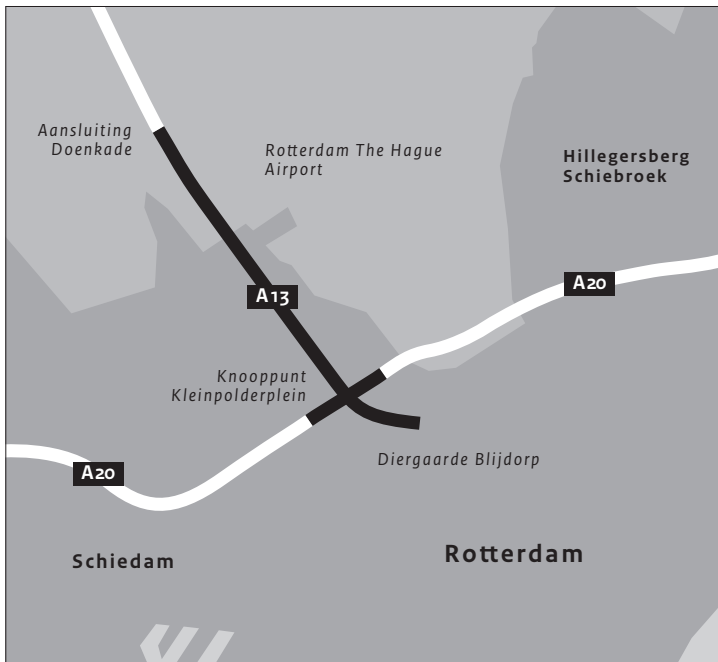 Aansluiting
Doenkade
Rotterdam The Hague
Airport
Hillegersberg
Schiebroek
A20
A13
Knooppunt
Kleinpolderplein
Diergaarde Blijdorp
A20
Schiedam
Rotterdam